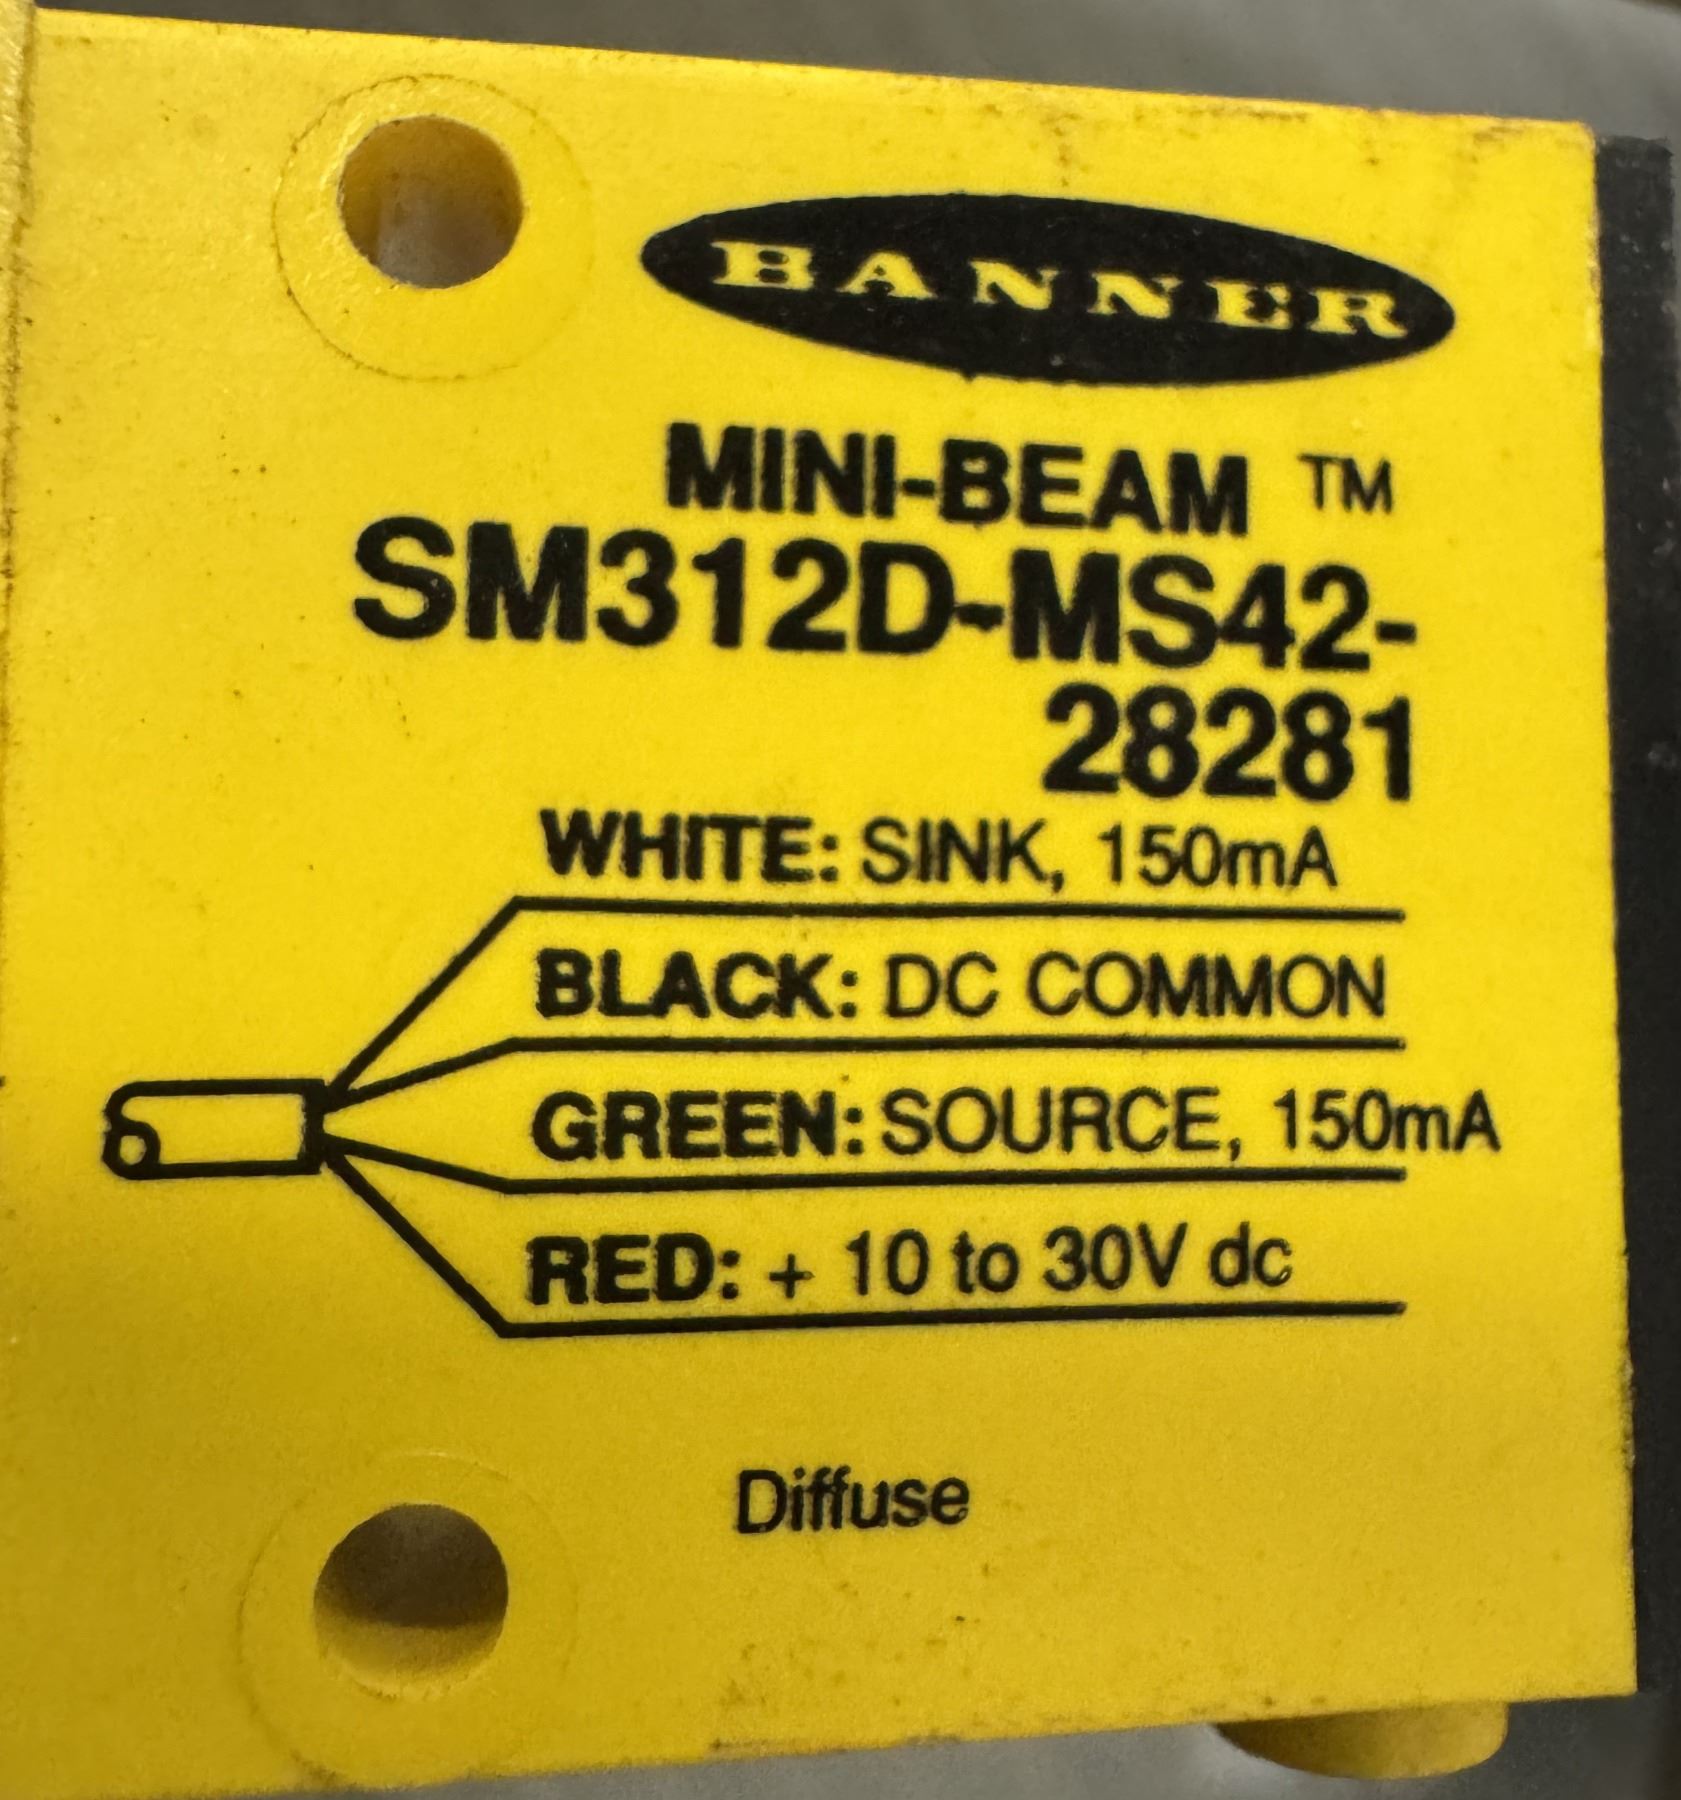 BANNER
MINI-BEAM ™
SM312D-MS42-
28281
WHITE: SINK, 150mA
BLACK: DC COMMON
GREEN: SOURCE, 150mA
RED: + 10 to 30V dc
Diffuse